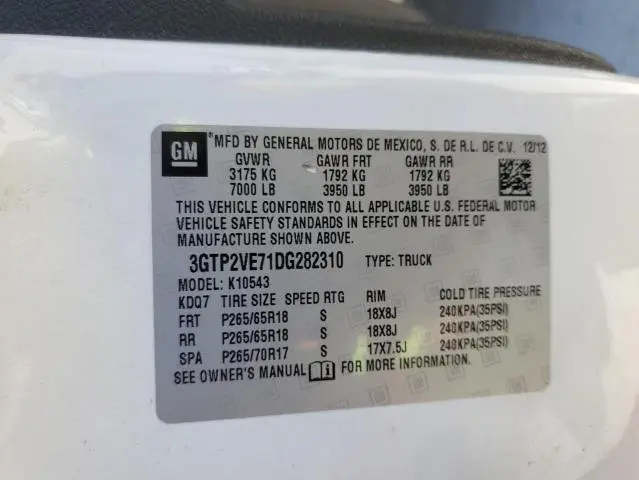 GM
MFD BY GENERAL MOTORS DE MEXICO, S. DE R.L. DE C.V. 12/12
GVWR GAWR FRT GAWR RR
3175 KG 1792 KG 1792 KG
7000 LB 3950 LB 3950 LB
THIS VEHICLE CONFORMS TO ALL APPLICABLE U.S. FEDERAL MOTOR
VEHICLE SAFETY STANDARDS IN EFFECT ON THE DATE OF
MANUFACTURE SHOWN ABOVE.
3GTP2VE71DG282310 TYPE: TRUCK
MODEL: K10543
KDQ7 TIRE SIZE SPEED RTG RIM COLD TIRE PRESSURE
FRT P265/65R18 S 18X8J 240KPA(35PSI)
RR P265/65R18 S 18X8J 240KPA(35PSI)
SPA P265/70R17 S 17X7.5J 240KPA(35PSI)
SEE OWNER'S MANUAL FOR MORE INFORMATION.